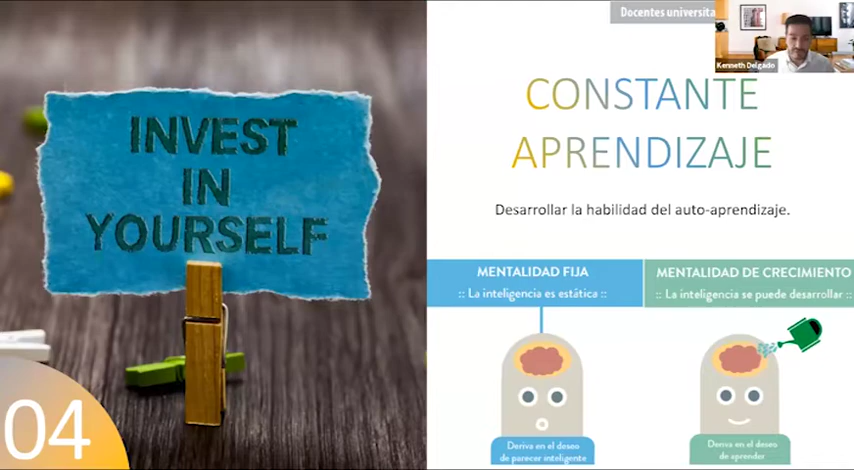 INVEST
IN
YOURSELF
04
Docentes universita
Kenneth Delgado
CONSTANTE
APRENDIZAJE
Desarrollar la habilidad del auto-aprendizaje.
MENTALIDAD FIJA
:: La inteligencia es estática ::
MENTALIDAD DE CRECIMIENTO
:: La inteligencia se puede desarrollar ::
Deriva en el deseo
de parecer inteligente
Deriva en el deseo
de aprender